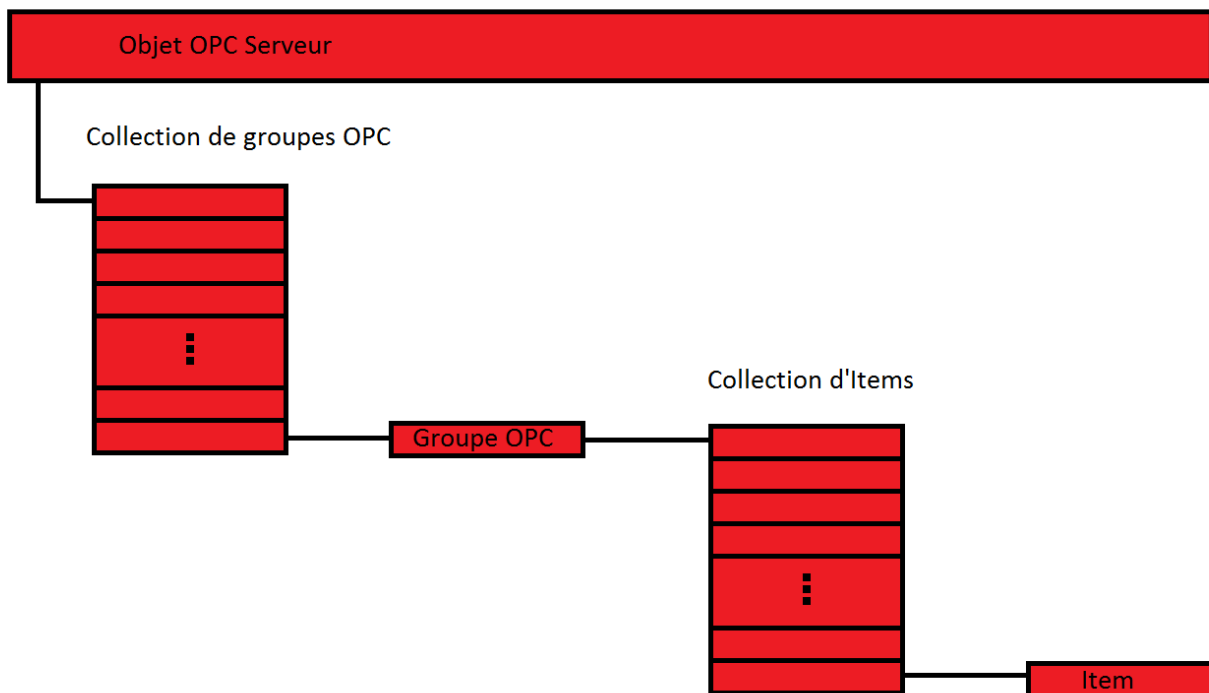 Objet OPC Serveur
Collection de groupes OPC
Collection d'Items
Groupe OPC
Item